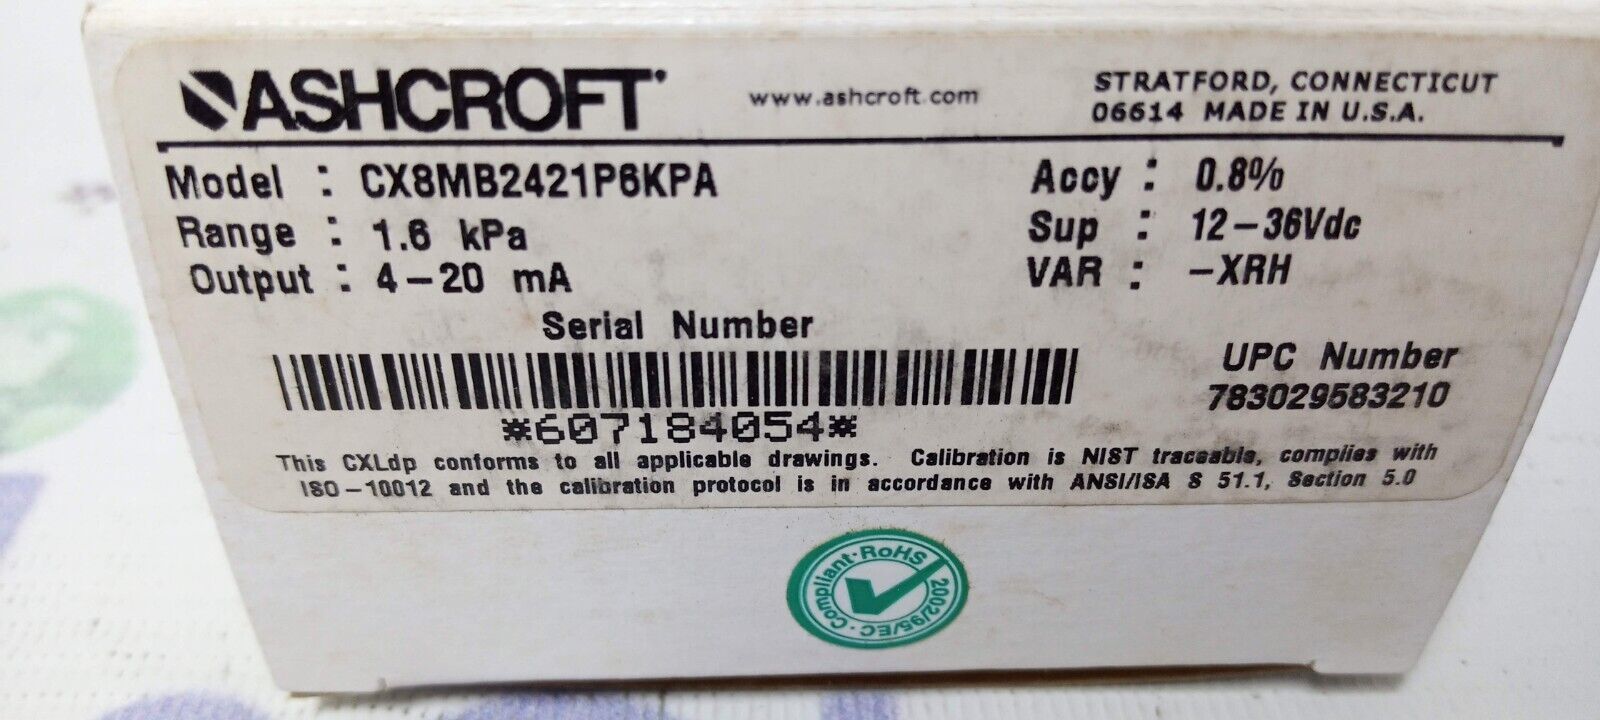 ASHCROFT
www.ashcroft.com
STRATFORD, CONNECTICUT
06614 MADE IN U.S.A.
Model : CX8MB2421P6KPA
Range : 1.6 kPa
Output : 4-20 mA
Accy : 0.8%
Sup : 12-36Vdc
VAR : -XRH
Serial Number
*607184054*
UPC Number
783029583210
This CXLdp conforms to all applicable drawings. Calibration is NIST traceable, complies with
ISO-10012 and the calibration protocol is in accordance with ANSI/ISA S 51.1, Section 5.0
Compliant·RoHS
2002/95/EC·